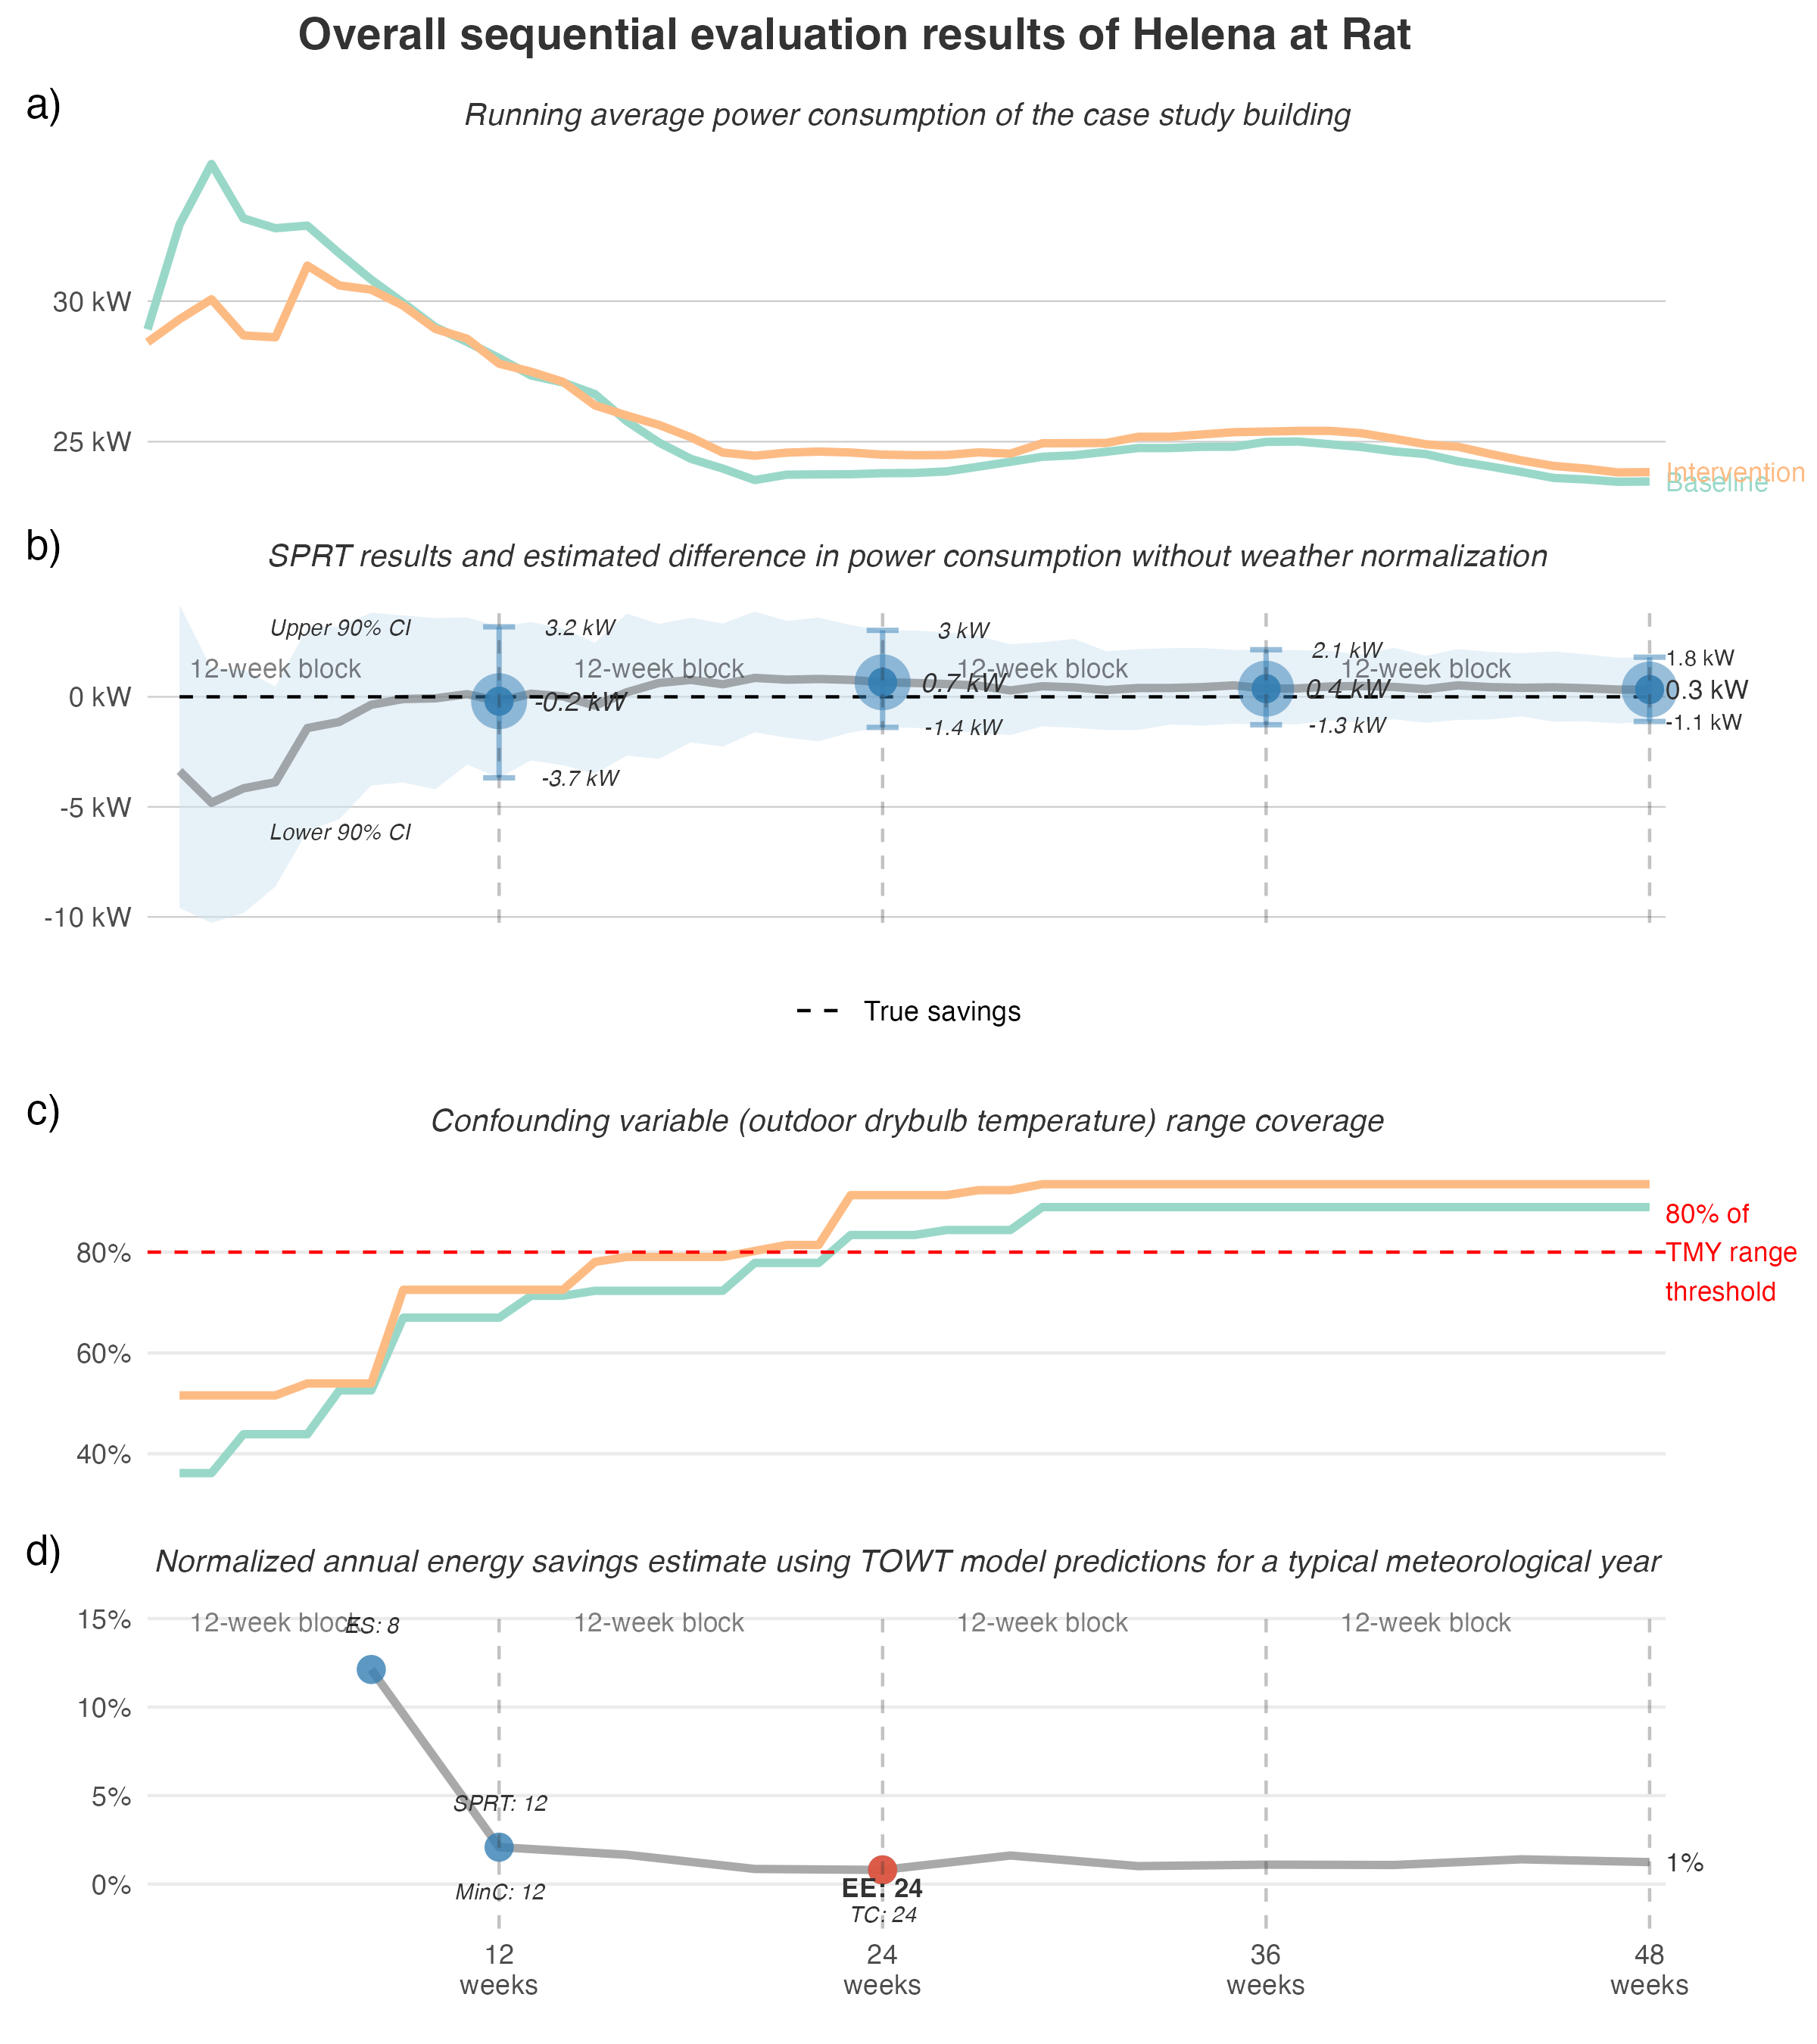 Overall sequential evaluation results of Helena at Rat
a)
Running average power consumption of the case study building
30 kW
25 kW
Intervention
Baseline
b)
SPRT results and estimated difference in power consumption without weather normalization
Upper 90% CI
3.2 kW
3 kW
2.1 kW
1.8 kW
12-week block
12-week block
12-week block
12-week block
0 kW
-0.2 kW
0.7 kW
0.4 kW
0.3 kW
-1.4 kW
-1.3 kW
-1.1 kW
-3.7 kW
-5 kW
Lower 90% CI
-10 kW
True savings
c)
Confounding variable (outdoor drybulb temperature) range coverage
80% of
TMY range
threshold
80%
60%
40%
d)
Normalized annual energy savings estimate using TOWT model predictions for a typical meteorological year
15%
12-week block
ES: 8
12-week block
12-week block
12-week block
10%
5%
SPRT: 12
1%
0%
MinC: 12
EE: 24
TC: 24
12
weeks
24
weeks
36
weeks
48
weeks